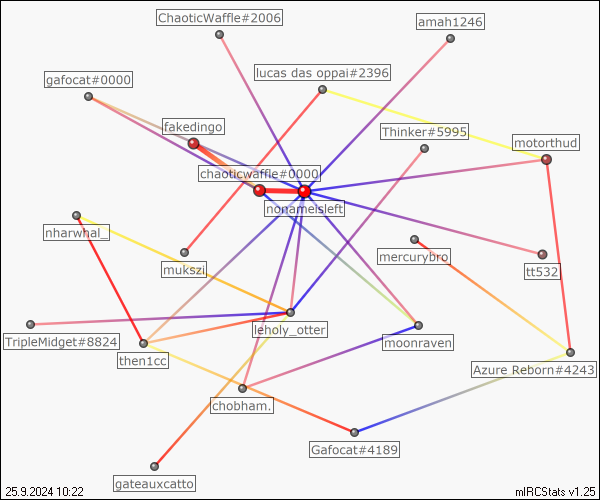 ChaoticWaffle#2006
amah1246
lucas das oppai#2396
gafocat#0000
fakedingo
Thinker#5995
motorthud
chaoticwaffle#0000
nonameisleft
nharwhal_
mukszi
mercurybro
tt532
TripleMidget#8824
leholy_otter
moonraven
then1cc
Azure Reborn#4243
chobham.
Gafocat#4189
gateauxcatto
25.9.2024 10:22
mIRCStats v1.25